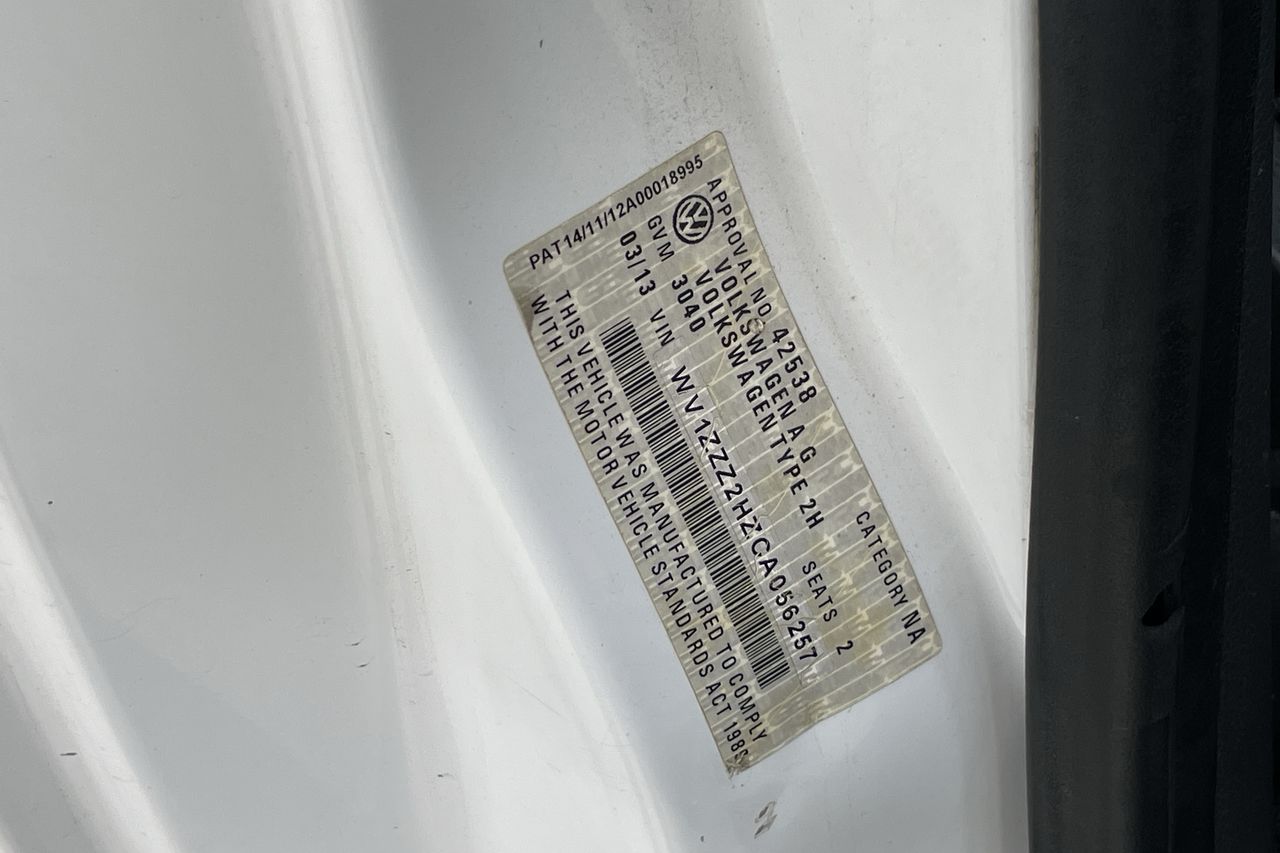 PAT14/11/12A00018995
APPROVAL NO. 42538 CATEGORY NA
VOLKSWAGEN A G
VOLKSWAGEN TYPE 2H SEATS 2
GVM 3040
03/13 VIN WV1ZZZ2HZCA056257
THIS VEHICLE WAS MANUFACTURED TO COMPLY
WITH THE MOTOR VEHICLE STANDARDS ACT 1989